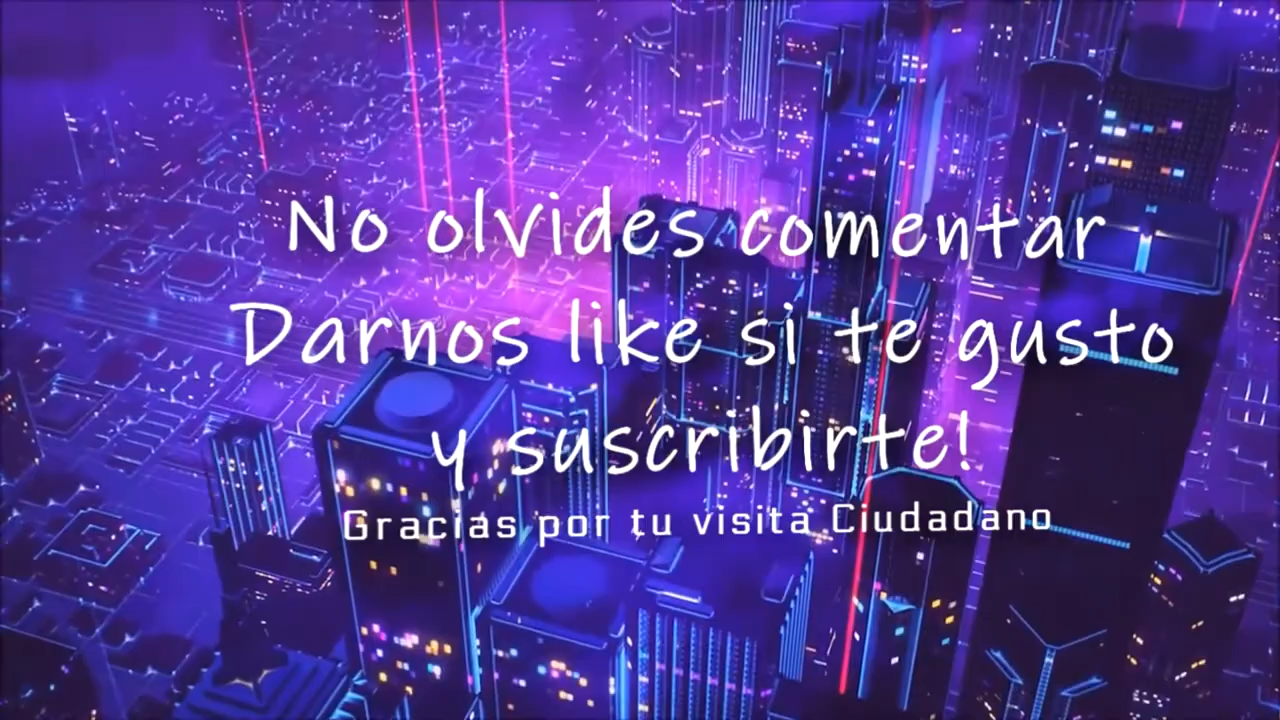 No olvides comentar
Darnos like si te gusto
y suscribirte!
Gracias por tu visita Ciudadano